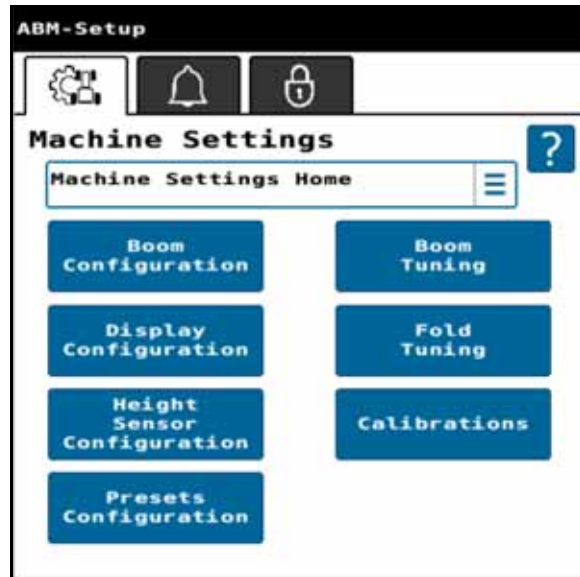 ABM-Setup
Machine Settings
?
Machine Settings Home
Boom
Configuration
Boom
Tuning
Display
Configuration
Fold
Tuning
Height
Sensor
Configuration
Calibrations
Presets
Configuration